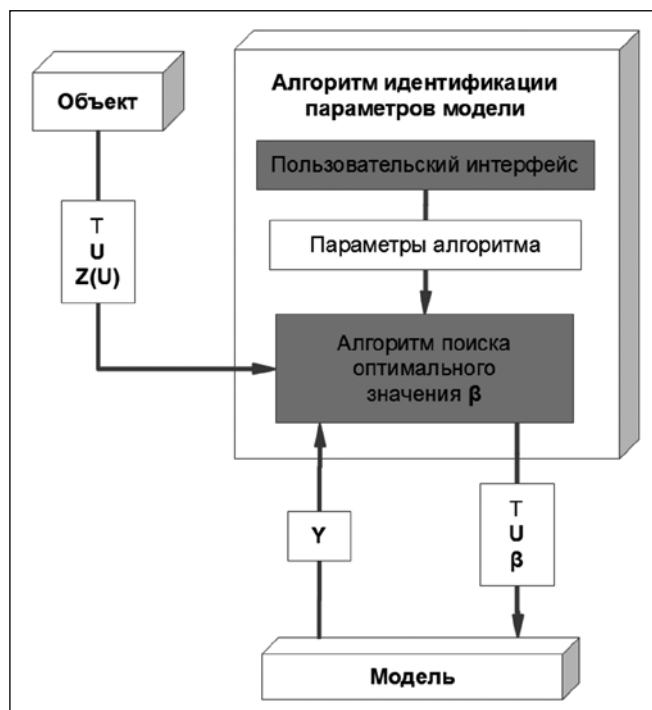 Объект
Алгоритм идентификации
параметров модели
Пользовательский интерфейс
Параметры алгоритма
T
U
Z(U)
Алгоритм поиска
оптимального
значения β
Y
T
U
β
Модель